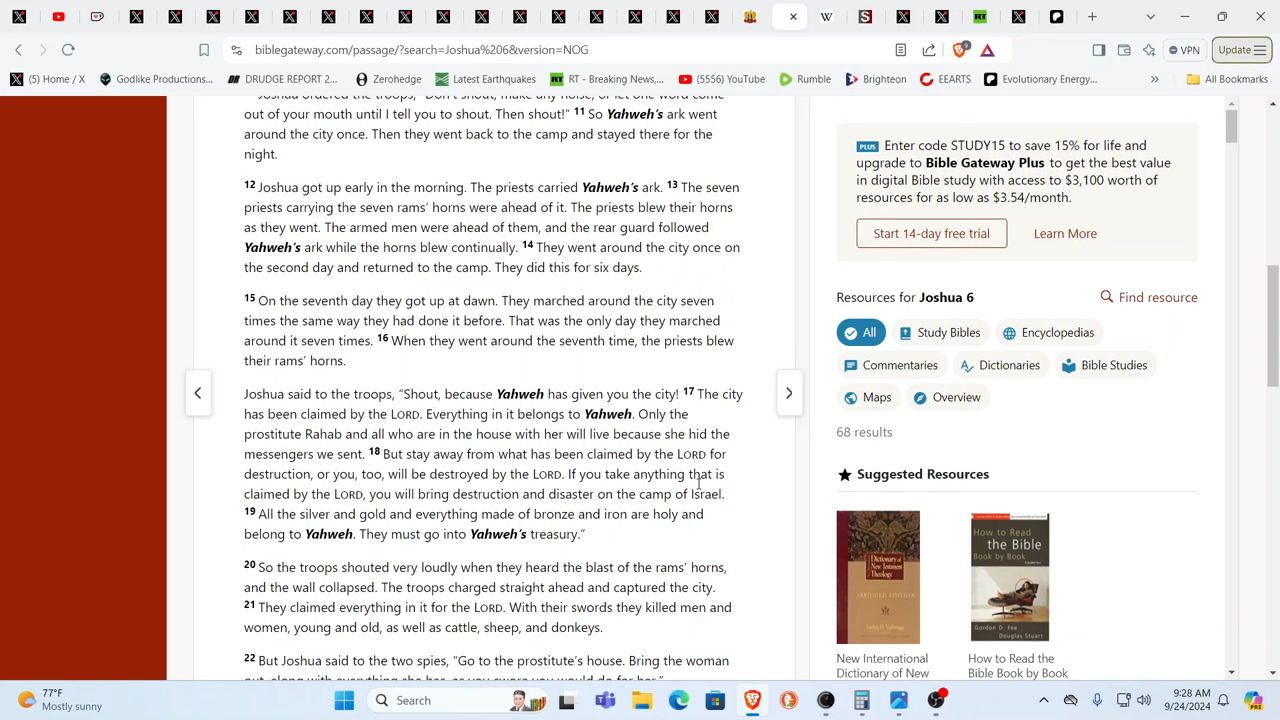 biblegateway.com/passage/?search=Joshua%206&version=NOG
9
VPN
Update
(5) Home / X
Godlike Productions...
DRUDGE REPORT 2...
Zerohedge
Latest Earthquakes
RT - Breaking News,...
(5556) YouTube
Rumble
Brighteon
EEARTS
Evolutionary Energy...
»
All Bookmarks
out of your mouth until I tell you to shout. Then shout!” 11 So Yahweh’s ark went
around the city once. Then they went back to the camp and stayed there for the
night.
12 Joshua got up early in the morning. The priests carried Yahweh’s ark. 13 The seven
priests carrying the seven rams’ horns were ahead of it. The priests blew their horns
as they went. The armed men were ahead of them, and the rear guard followed
Yahweh’s ark while the horns blew continually. 14 They went around the city once on
the second day and returned to the camp. They did this for six days.
15 On the seventh day they got up at dawn. They marched around the city seven
times the same way they had done it before. That was the only day they marched
around it seven times. 16 When they went around the seventh time, the priests blew
their rams’ horns.
Joshua said to the troops, “Shout, because Yahweh has given you the city! 17 The city
has been claimed by the LORD. Everything in it belongs to Yahweh. Only the
prostitute Rahab and all who are in the house with her will live because she hid the
messengers we sent. 18 But stay away from what has been claimed by the LORD for
destruction, or you, too, will be destroyed by the LORD. If you take anything that is
claimed by the LORD, you will bring destruction and disaster on the camp of Israel.
19 All the silver and gold and everything made of bronze and iron are holy and
belong to Yahweh. They must go into Yahweh’s treasury.”
20 So the troops shouted very loudly when they heard the blast of the rams’ horns,
and the wall collapsed. The troops charged straight ahead and captured the city.
21 They claimed everything in it for the LORD. With their swords they killed men and
women, young and old, as well as cattle, sheep, and donkeys.
22 But Joshua said to the two spies, “Go to the prostitute’s house. Bring the woman
PLUS Enter code STUDY15 to save 15% for life and
upgrade to Bible Gateway Plus to get the best value
in digital Bible study with access to $3,100 worth of
resources for as low as $3.54/month.
Start 14-day free trial
Learn More
Resources for Joshua 6
Find resource
All
Study Bibles
Encyclopedias
Commentaries
Dictionaries
Bible Studies
Maps
Overview
68 results
Suggested Resources
How to Read
the Bible
Book by Book
Gordon D. Fee
Douglas Stuart
New International
Dictionary of New
How to Read the
Bible Book by Book
77°F
Mostly sunny
Search
9:28 AM
9/24/2024